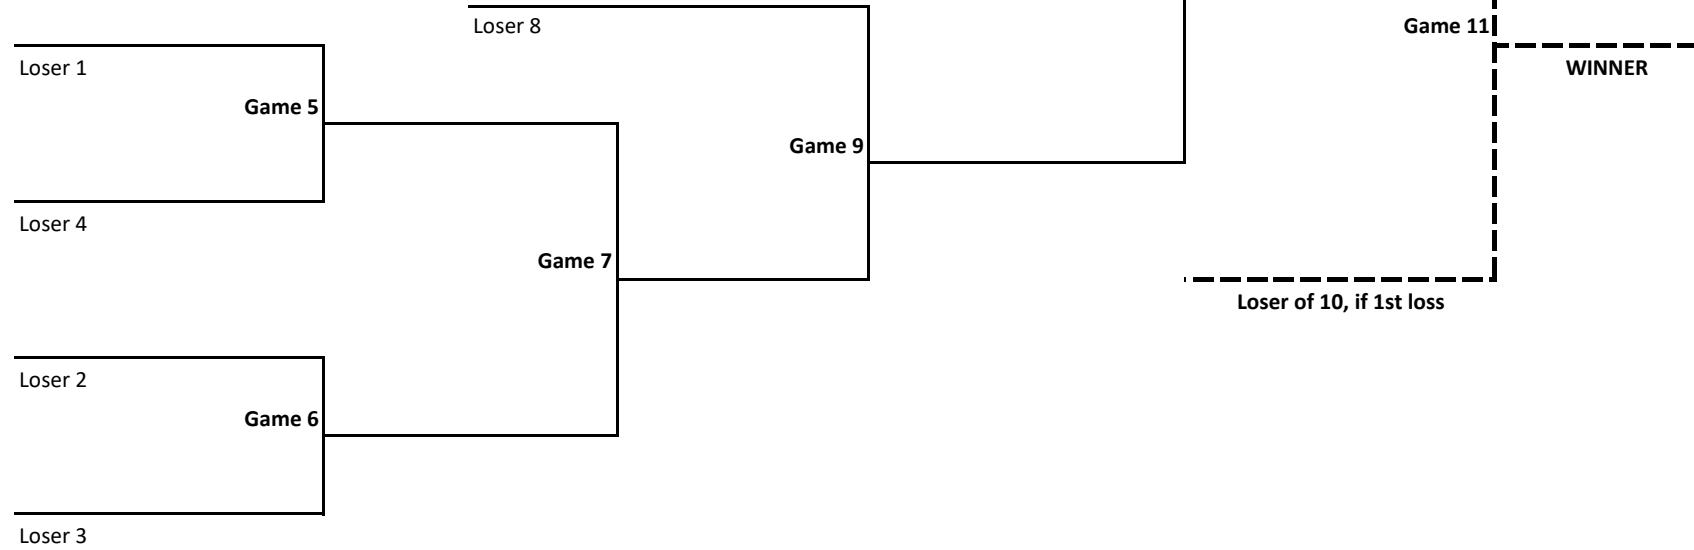 Loser 8
Game 11
Loser 1
WINNER
Game 5
Game 9
Loser 4
Game 7
Loser of 10, if 1st loss
Loser 2
Game 6
Loser 3